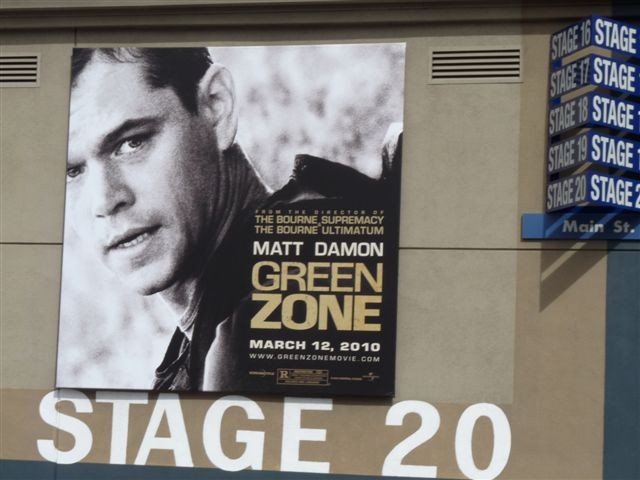 STAGE 16 STAGE
STAGE 17 STAGE
STAGE 18 STAGE
STAGE 19 STAGE
STAGE 20 STAGE
Main St.
FROM THE DIRECTOR OF
THE BOURNE SUPREMACY
THE BOURNE ULTIMATUM
MATT DAMON
GREEN
ZONE
MARCH 12, 2010
WWW.GREENZONEMOVIE.COM
R
STAGE 20